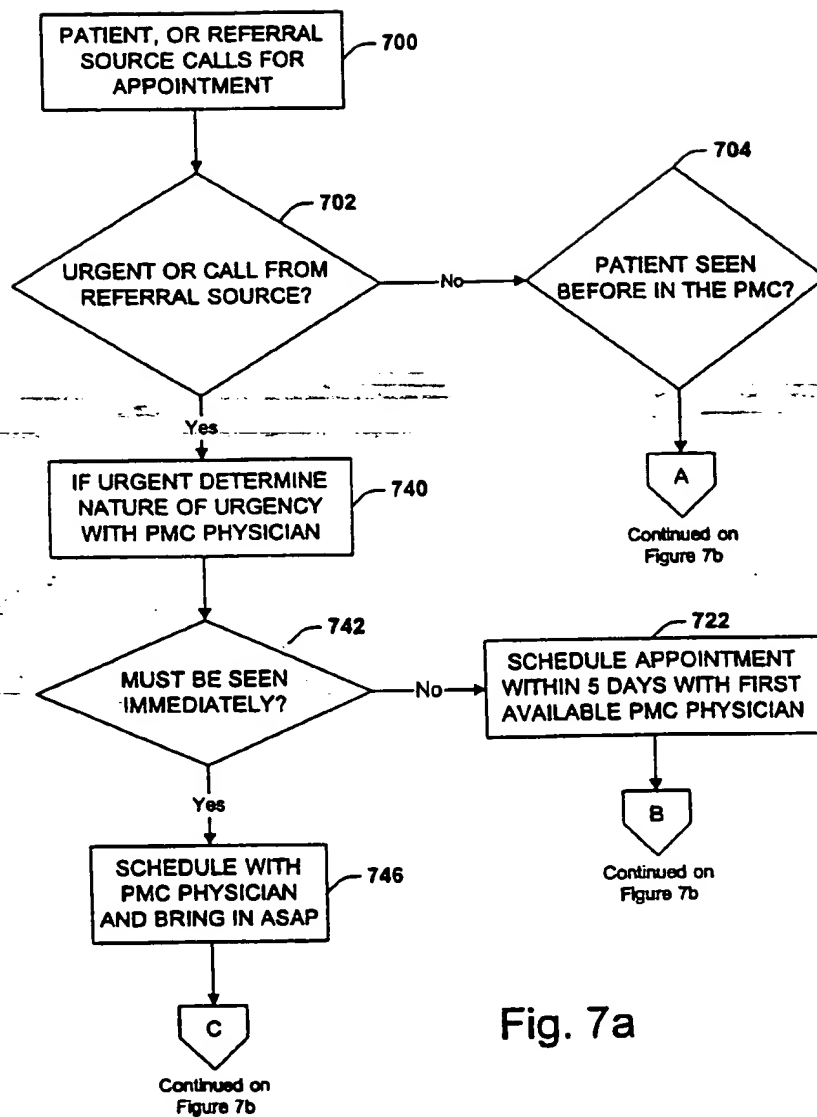 PATIENT, OR REFERRAL
SOURCE CALLS FOR
APPOINTMENT
700
702
URGENT OR CALL FROM
REFERRAL SOURCE?
No
704
PATIENT SEEN
BEFORE IN THE PMC?
Yes
A
Continued on
Figure 7b
IF URGENT DETERMINE
NATURE OF URGENCY
WITH PMC PHYSICIAN
740
742
MUST BE SEEN
IMMEDIATELY?
No
722
SCHEDULE APPOINTMENT
WITHIN 5 DAYS WITH FIRST
AVAILABLE PMC PHYSICIAN
B
Continued on
Figure 7b
Yes
SCHEDULE WITH
PMC PHYSICIAN
AND BRING IN ASAP
746
C
Continued on
Figure 7b
Fig. 7a